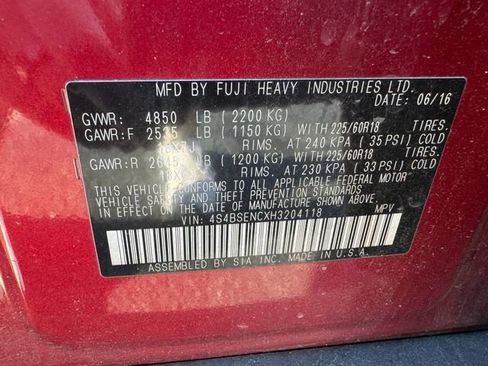 MFD BY FUJI HEAVY INDUSTRIES LTD.
DATE: 06/16
GVWR: 4850 LB (2200 KG)
GAWR:F 2535 LB (1150 KG) WITH 225/60R18 TIRES.
RIMS. AT 240 KPA (35 PSI) COLD
GAWR:R 2645 LB (1200 KG) WITH 225/60R18 TIRES.
RIMS. AT 230 KPA (33 PSI) COLD
THIS VEHICLE CONFORMS TO ALL APPLICABLE FEDERAL MOTOR
VEHICLE SAFETY AND THEFT PREVENTION STANDARDS
IN EFFECT ON THE DATE OF MANUFACTURE SHOWN ABOVE.
VIN: 4S4BSENCXH3204118 MPV
ASSEMBLED BY SIA INC. MADE IN U.S.A.